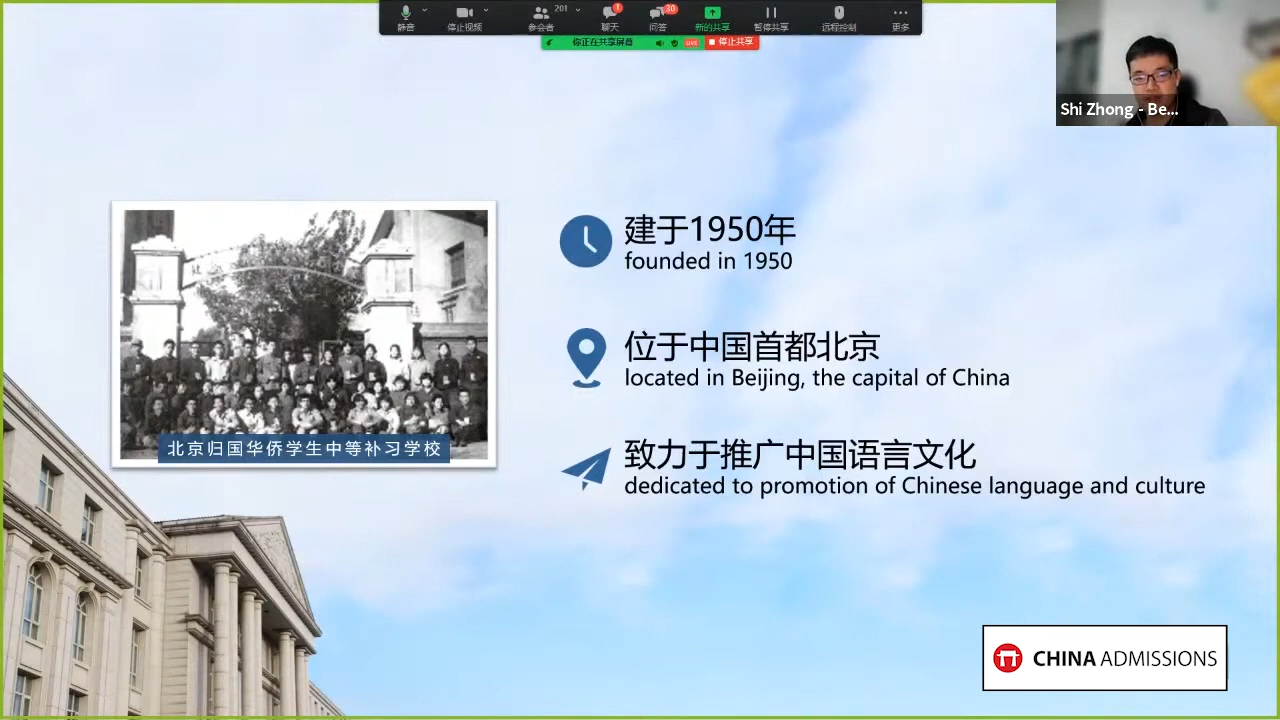 201
1
30
静音
停止视频
参会者
聊天
问答
新的共享
暂停共享
远程控制
更多
你正在共享屏幕
LIVE
停止共享
Shi Zhong - Be...
建于1950年
founded in 1950
位于中国首都北京
located in Beijing, the capital of China
致力于推广中国语言文化
dedicated to promotion of Chinese language and culture
北京归国华侨学生中等补习学校
CHINA ADMISSIONS